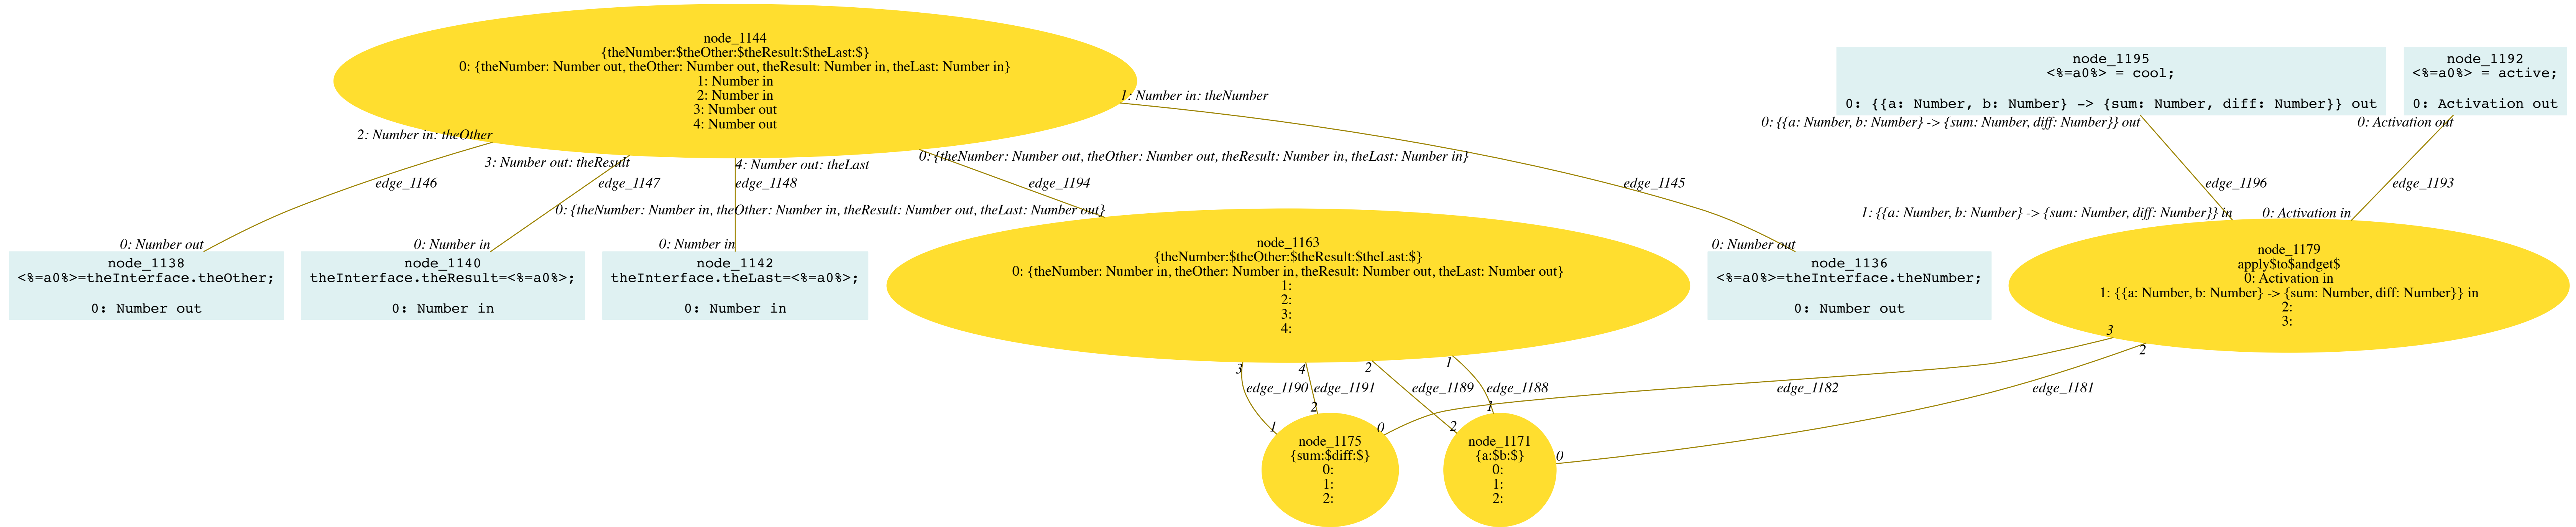 node_1144
{theNumber:$theOther:$theResult:$theLast:$}
0: {theNumber: Number out, theOther: Number out, theResult: Number in, theLast: Number in}
1: Number in
2: Number in
3: Number out
4: Number out
node_1195
<%=a0%> = cool;
0: {{a: Number, b: Number} -> {sum: Number, diff: Number}} out
node_1192
<%=a0%> = active;
0: Activation out
1: Number in: theNumber
2: Number in: theOther
3: Number out: theResult
4: Number out: theLast
0: {theNumber: Number out, theOther: Number out, theResult: Number in, theLast: Number in}
0: {{a: Number, b: Number} -> {sum: Number, diff: Number}} out
0: Activation out
edge_1146
edge_1147
edge_1148
edge_1194
edge_1145
edge_1196
edge_1193
0: {theNumber: Number in, theOther: Number in, theResult: Number out, theLast: Number out}
1: {{a: Number, b: Number} -> {sum: Number, diff: Number}} in
0: Activation in
0: Number out
0: Number in
0: Number in
0: Number out
node_1138
<%=a0%>=theInterface.theOther;
0: Number out
node_1140
theInterface.theResult=<%=a0%>;
0: Number in
node_1142
theInterface.theLast=<%=a0%>;
0: Number in
node_1163
{theNumber:$theOther:$theResult:$theLast:$}
0: {theNumber: Number in, theOther: Number in, theResult: Number out, theLast: Number out}
1:
2:
3:
4:
node_1136
<%=a0%>=theInterface.theNumber;
0: Number out
node_1179
apply$to$andget$
0: Activation in
1: {{a: Number, b: Number} -> {sum: Number, diff: Number}} in
2:
3:
3
2
3
4
2
1
edge_1190
edge_1191
edge_1189
edge_1188
edge_1182
edge_1181
1
2
0
2
1
0
node_1175
{sum:$diff:$}
0:
1:
2:
node_1171
{a:$b:$}
0:
1:
2: